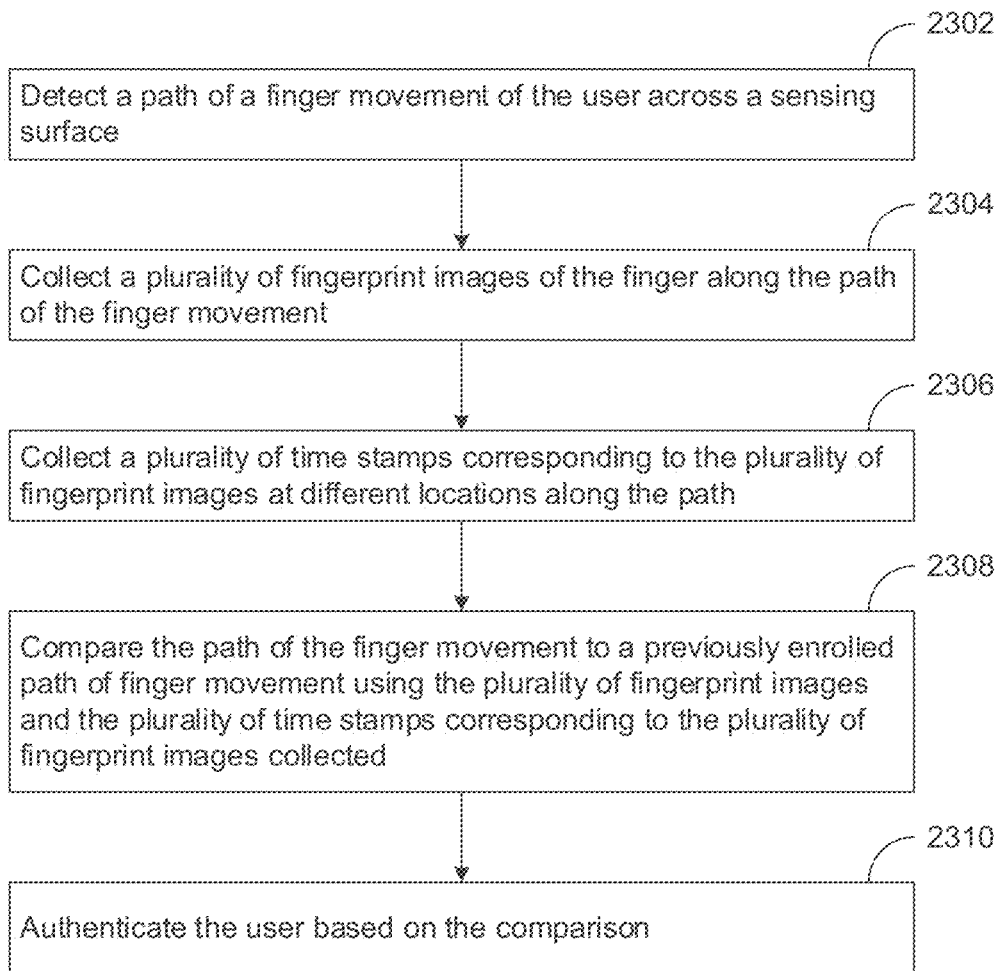 2302
Detect a path of a finger movement of the user across a sensing
surface
2304
Collect a plurality of fingerprint images of the finger along the path
of the finger movement
2306
Collect a plurality of time stamps corresponding to the plurality of
fingerprint images at different locations along the path
2308
Compare the path of the finger movement to a previously enrolled
path of finger movement using the plurality of fingerprint images
and the plurality of time stamps corresponding to the plurality of
fingerprint images collected
2310
Authenticate the user based on the comparison